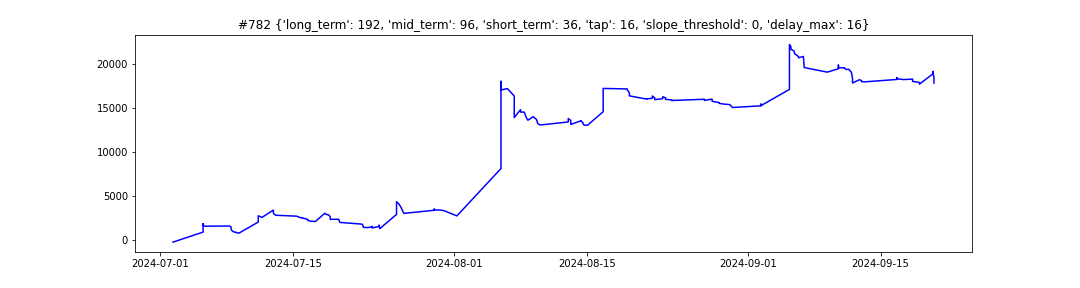 #782 {'long_term': 192, 'mid_term': 96, 'short_term': 36, 'tap': 16, 'slope_threshold': 0, 'delay_max': 16}
20000
15000
10000
5000
0
2024-07-01 2024-07-15 2024-08-01 2024-08-15 2024-09-01 2024-09-15